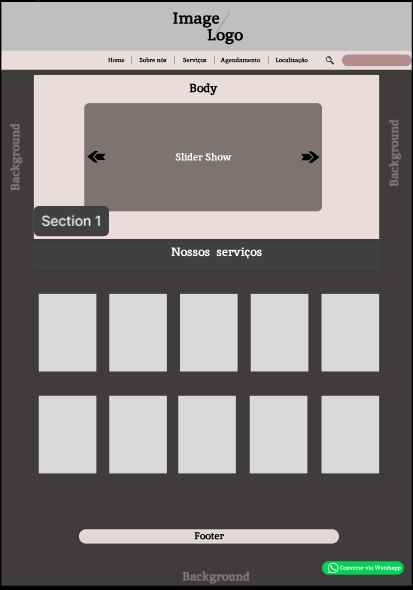 Image
Logo
Home
Sobre nós
Serviços
Agendamento
Localização
Body
Background
Background
Slider Show
Section 1
Nossos serviços
Footer
Converse via Watshapp
Background